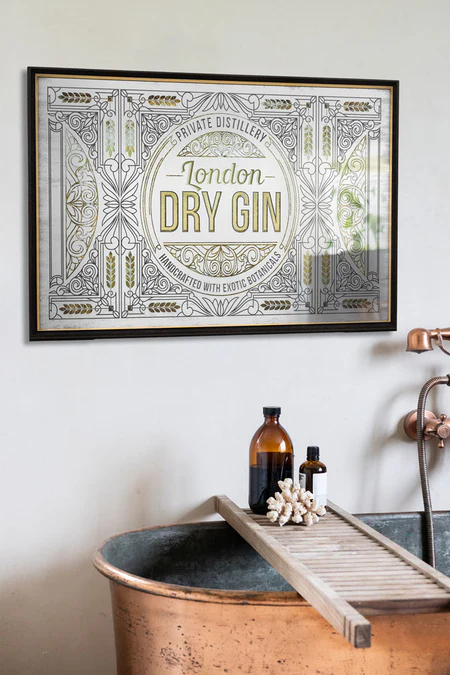 PRIVATE DISTILLERY
London
DRY GIN
HANDCRAFTED WITH EXOTIC BOTANICALS